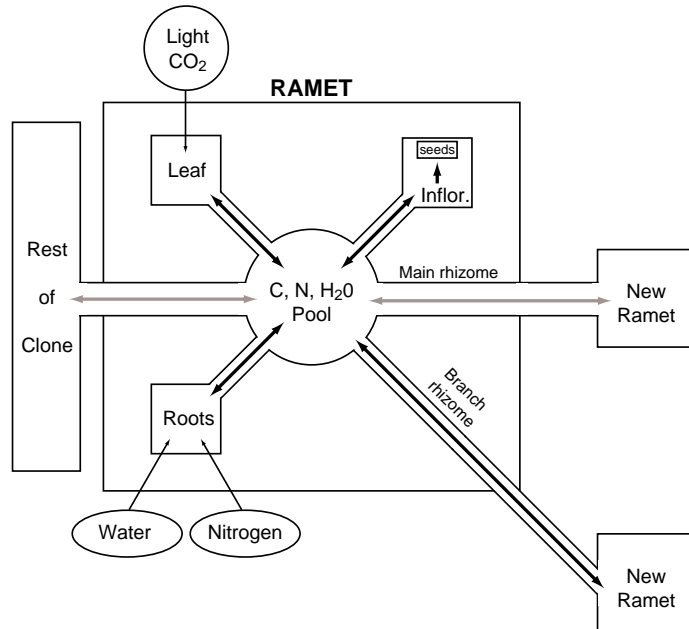 Light
CO₂
RAMET
Leaf
seeds
Inflor.
Rest
of
Clone
C, N, H₂0
Pool
Main rhizome
New
Ramet
Branch
rhizome
Roots
Water
Nitrogen
New
Ramet